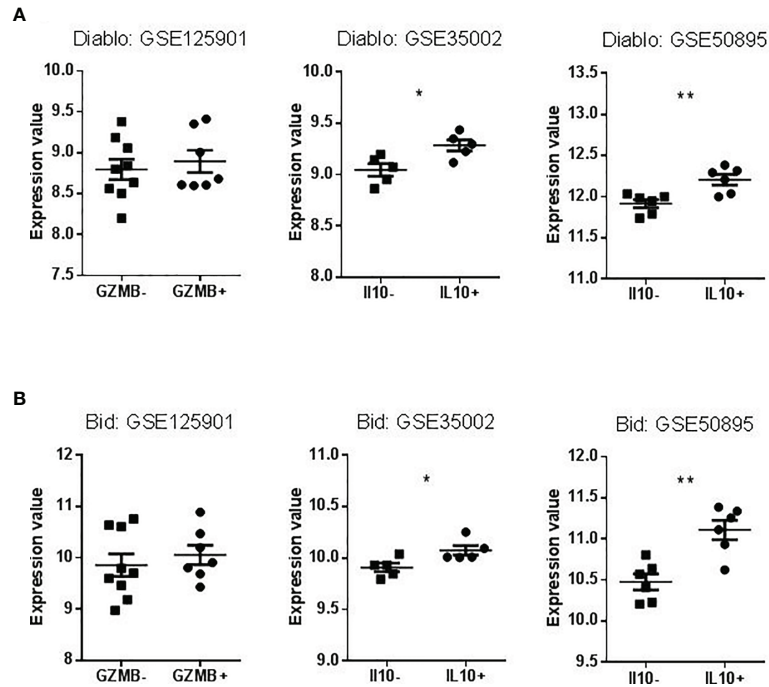 A
Diablo: GSE125901
Diablo: GSE35002
Diablo: GSE50895
Expression value
10.0
9.5
9.0
8.5
8.0
7.5
GZMB-
GZMB+
Expression value
10.0
9.5
9.0
8.5
8.0
*
Il10-
IL10+
Expression value
13.5
13.0
12.5
12.0
11.5
11.0
**
Il10-
IL10+
B
Bid: GSE125901
Bid: GSE35002
Bid: GSE50895
Expression value
12
11
10
9
8
GZMB-
GZMB+
Expression value
11.0
10.5
10.0
9.5
9.0
*
Il10-
IL10+
Expression value
12.0
11.5
11.0
10.5
10.0
9.5
**
Il10-
IL10+